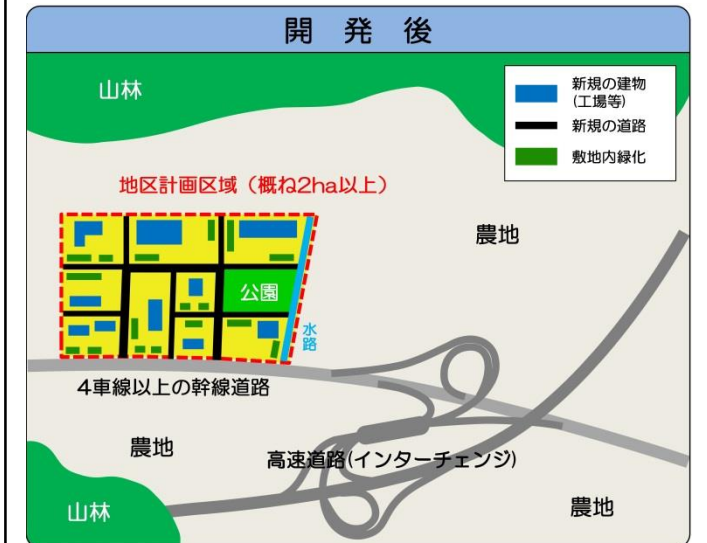 開発後
山林
新規の建物
(工場等)
新規の道路
敷地内緑化
地区計画区域（概ね2ha以上）
農地
公園
水路
4車線以上の幹線道路
農地
高速道路(インターチェンジ)
山林
農地